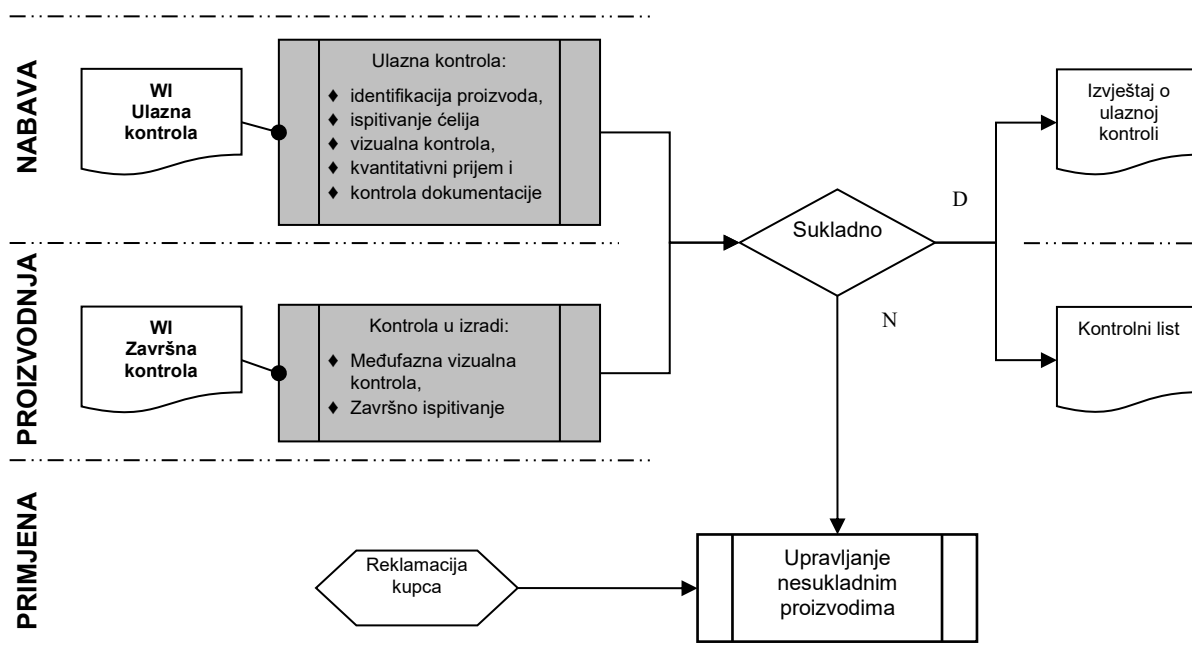 NABAVA
WI
Ulazna
kontrola
Ulazna kontrola:
♦ identifikacija proizvoda,
♦ ispitivanje ćelija
♦ vizualna kontrola,
♦ kvantitativni prijem i
♦ kontrola dokumentacije
Sukladno
D
N
Izvještaj o
ulaznoj
kontroli
PROIZVODNJA
WI
Završna
kontrola
Kontrola u izradi:
♦ Međufazna vizualna
kontrola,
♦ Završno ispitivanje
Kontrolni list
PRIMJENA
Reklamacija
kupca
Upravljanje
nesukladnim
proizvodima